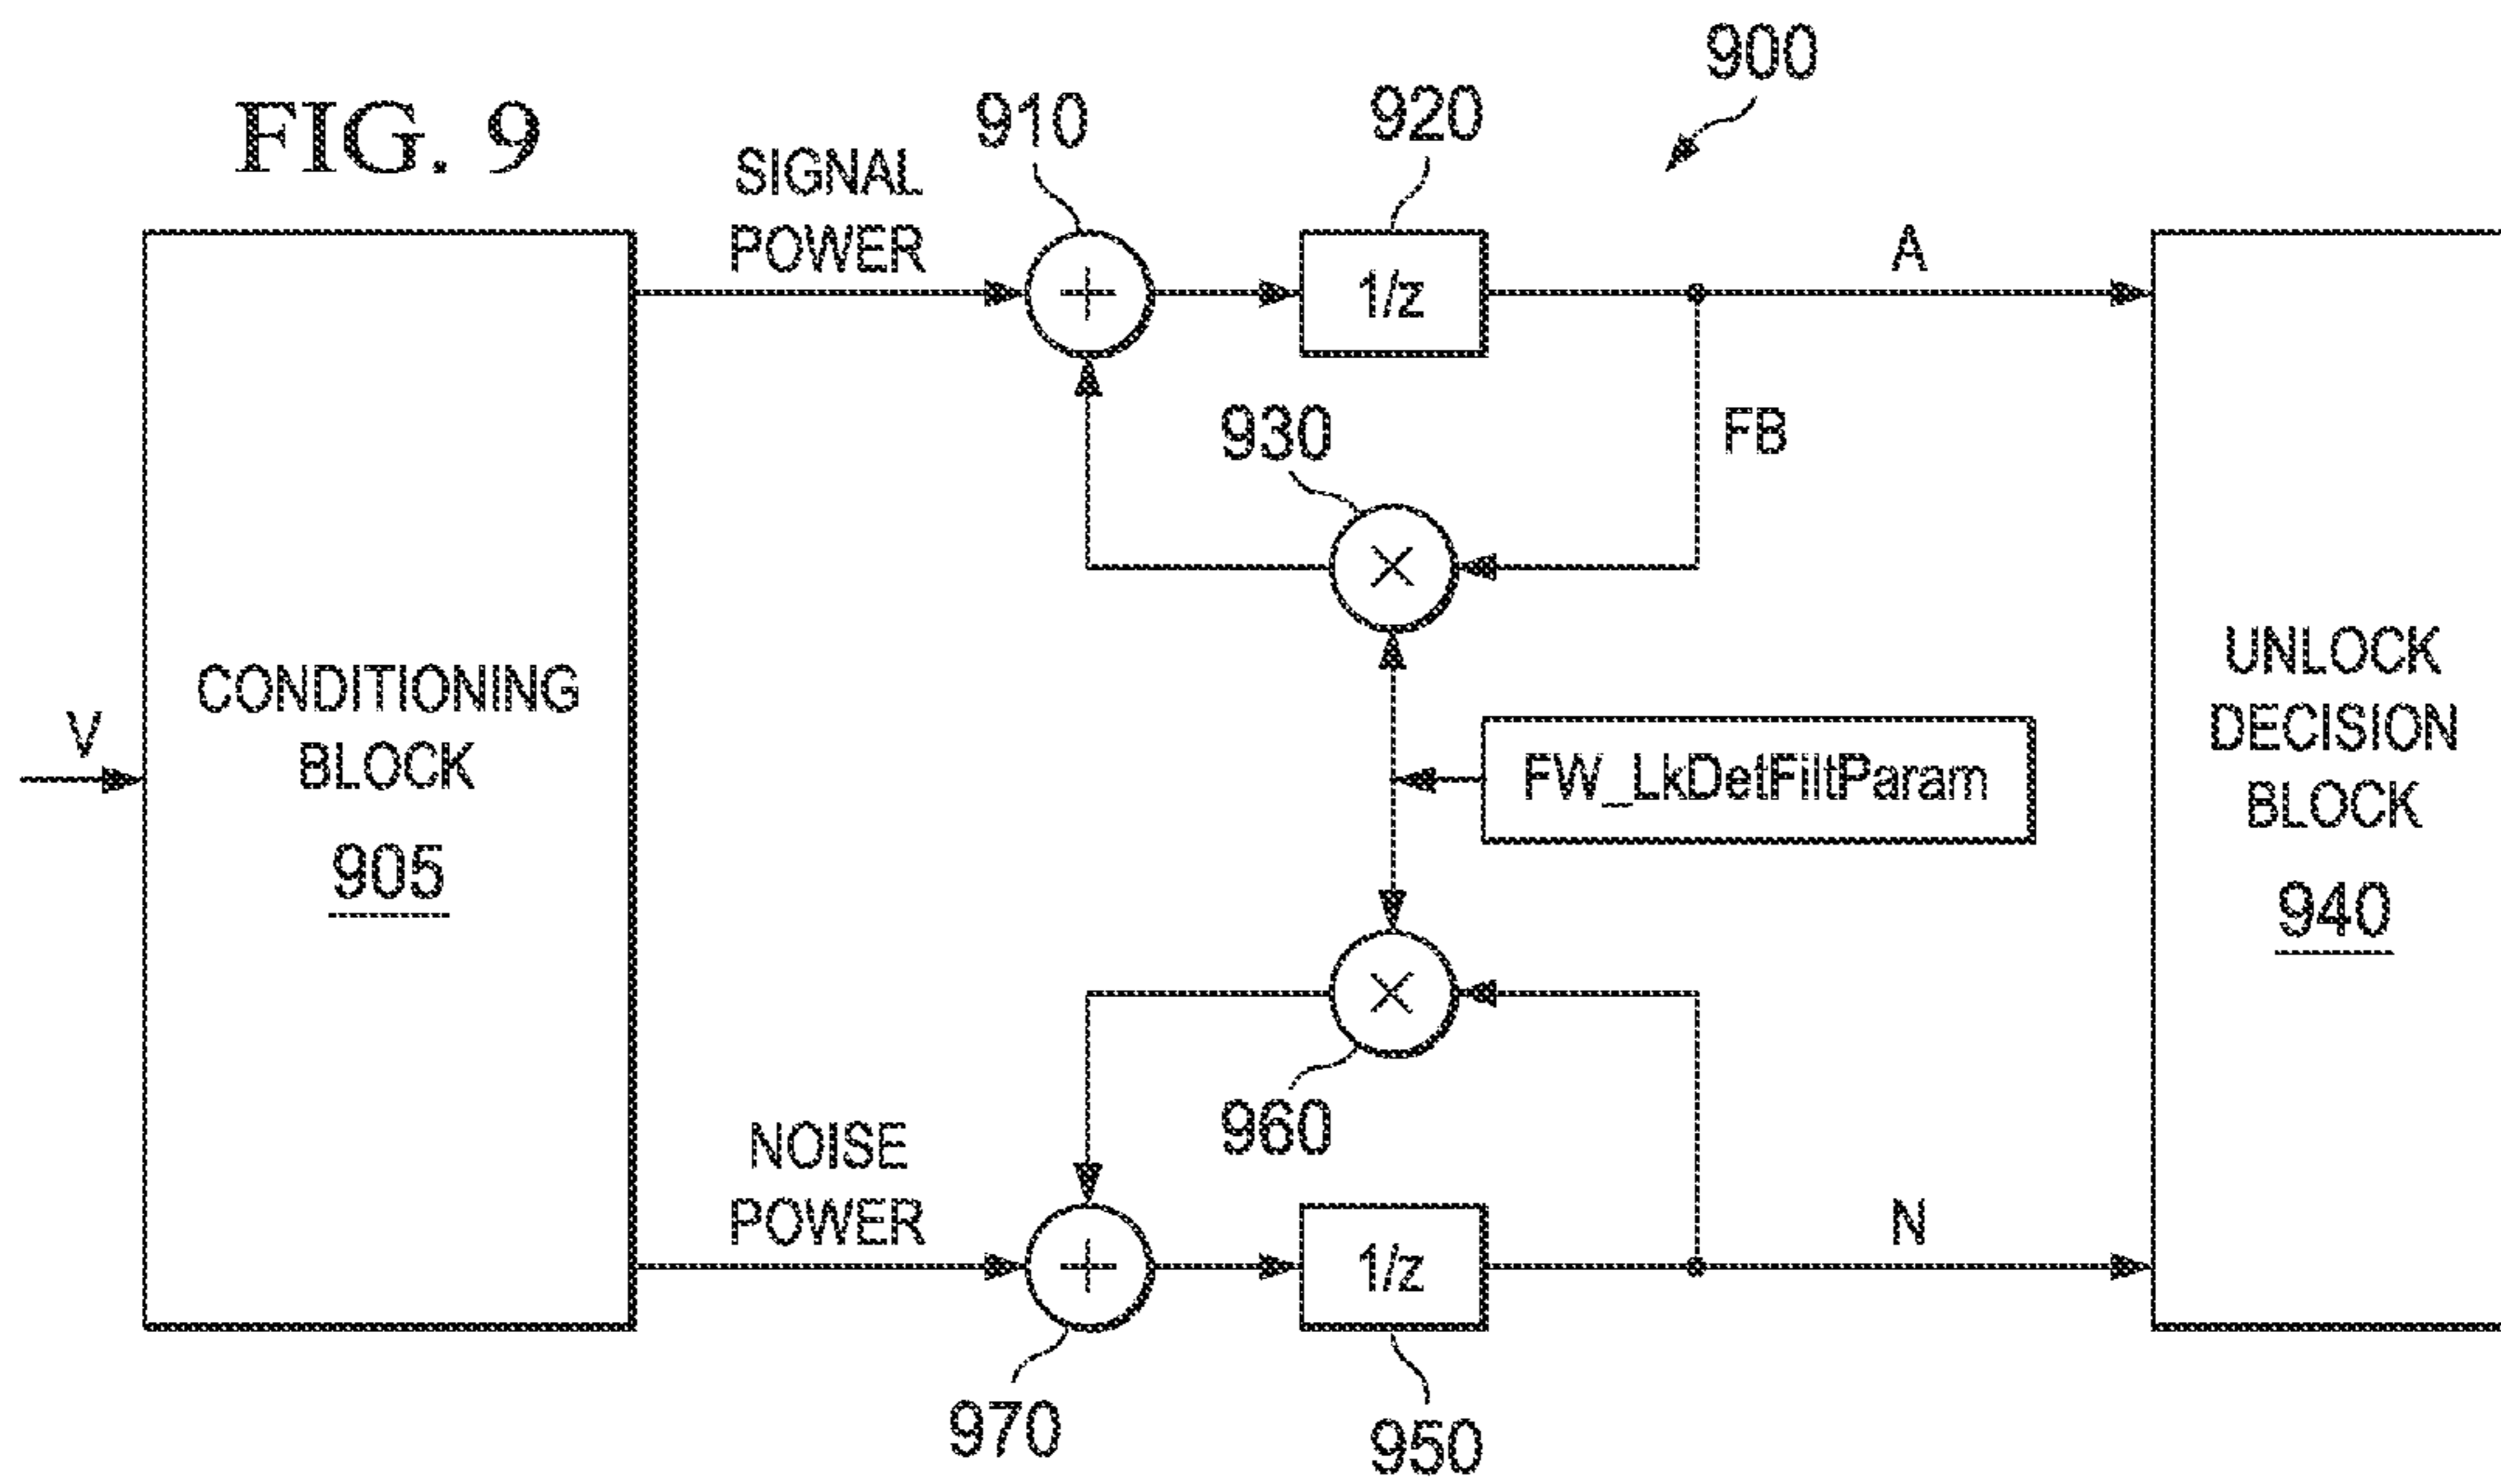 FIG. 9
900
910
920
SIGNAL
POWER
+
1/z
A
FB
930
×
V
CONDITIONING
BLOCK
905
FW_LkDetFiltParam
UNLOCK
DECISION
BLOCK
940
×
960
NOISE
POWER
+
1/z
N
970
950